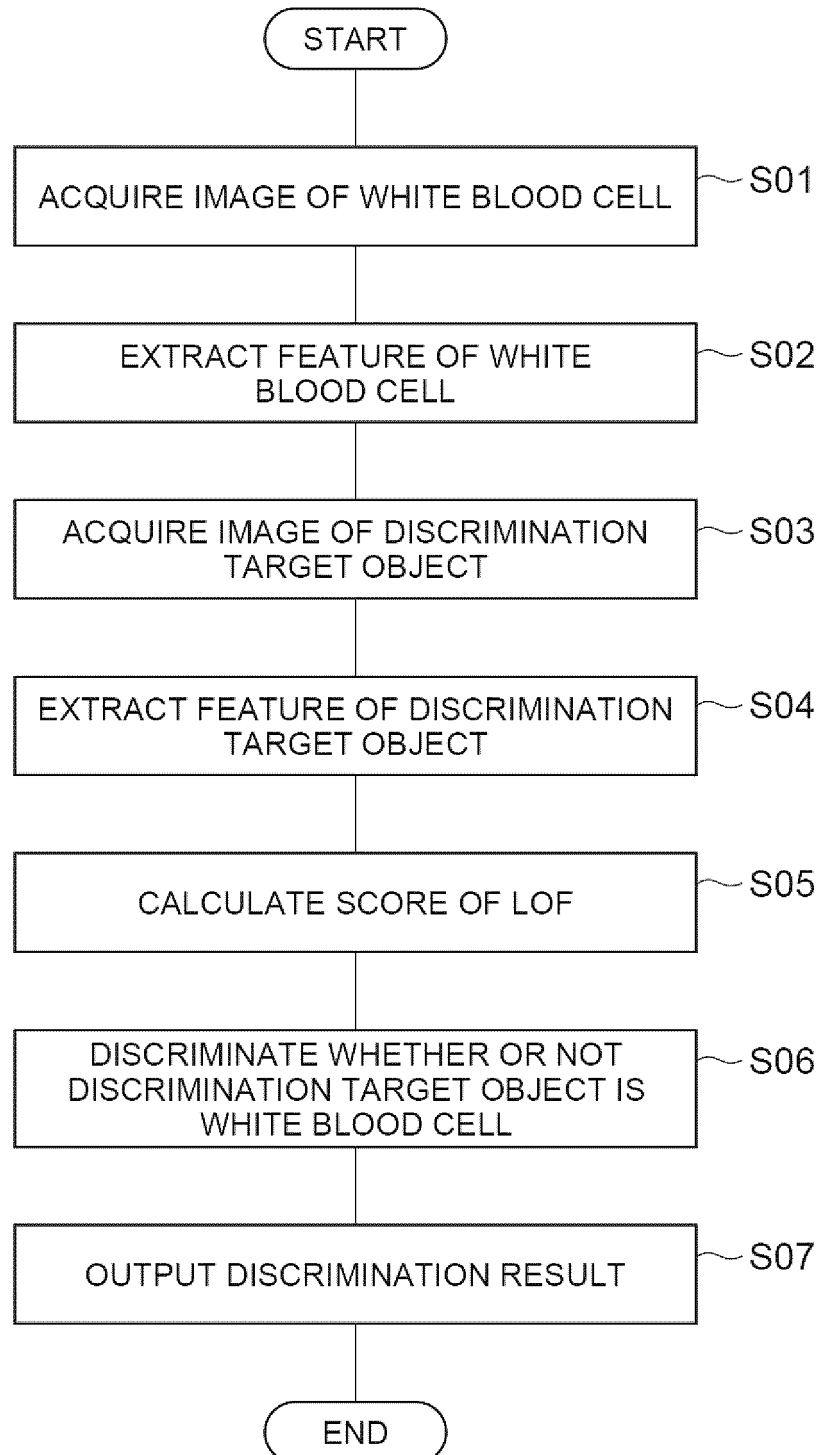 START
ACQUIRE IMAGE OF WHITE BLOOD CELL
S01
EXTRACT FEATURE OF WHITE
BLOOD CELL
S02
ACQUIRE IMAGE OF DISCRIMINATION
TARGET OBJECT
S03
EXTRACT FEATURE OF DISCRIMINATION
TARGET OBJECT
S04
CALCULATE SCORE OF LOF
S05
DISCRIMINATE WHETHER OR NOT
DISCRIMINATION TARGET OBJECT IS
WHITE BLOOD CELL
S06
OUTPUT DISCRIMINATION RESULT
S07
END